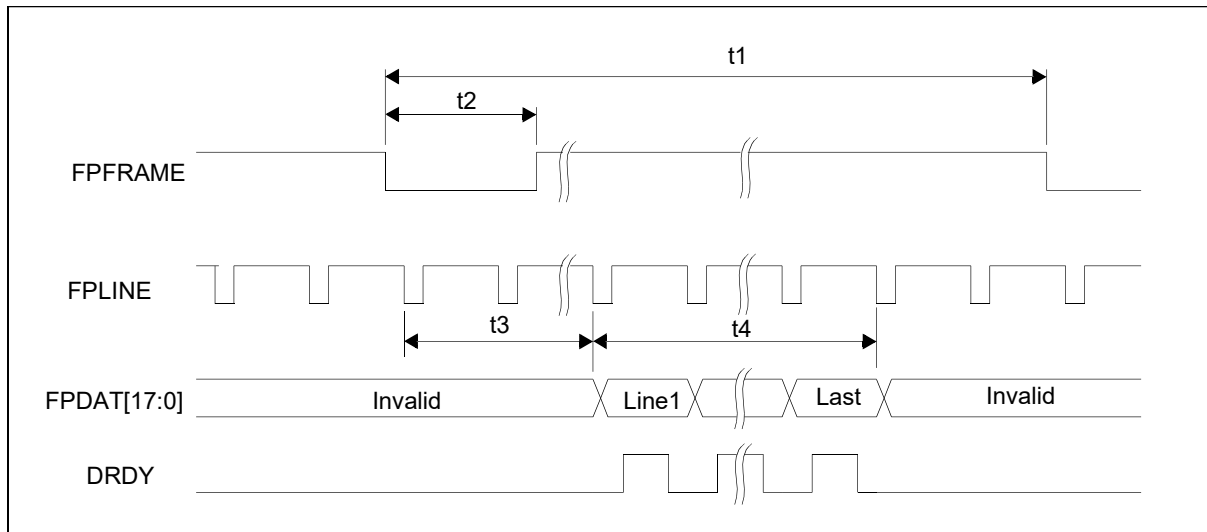 t1
t2
FPFRAME
FPLINE
t3
t4
FPDAT[17:0]
Invalid
Line1
Last
Invalid
DRDY